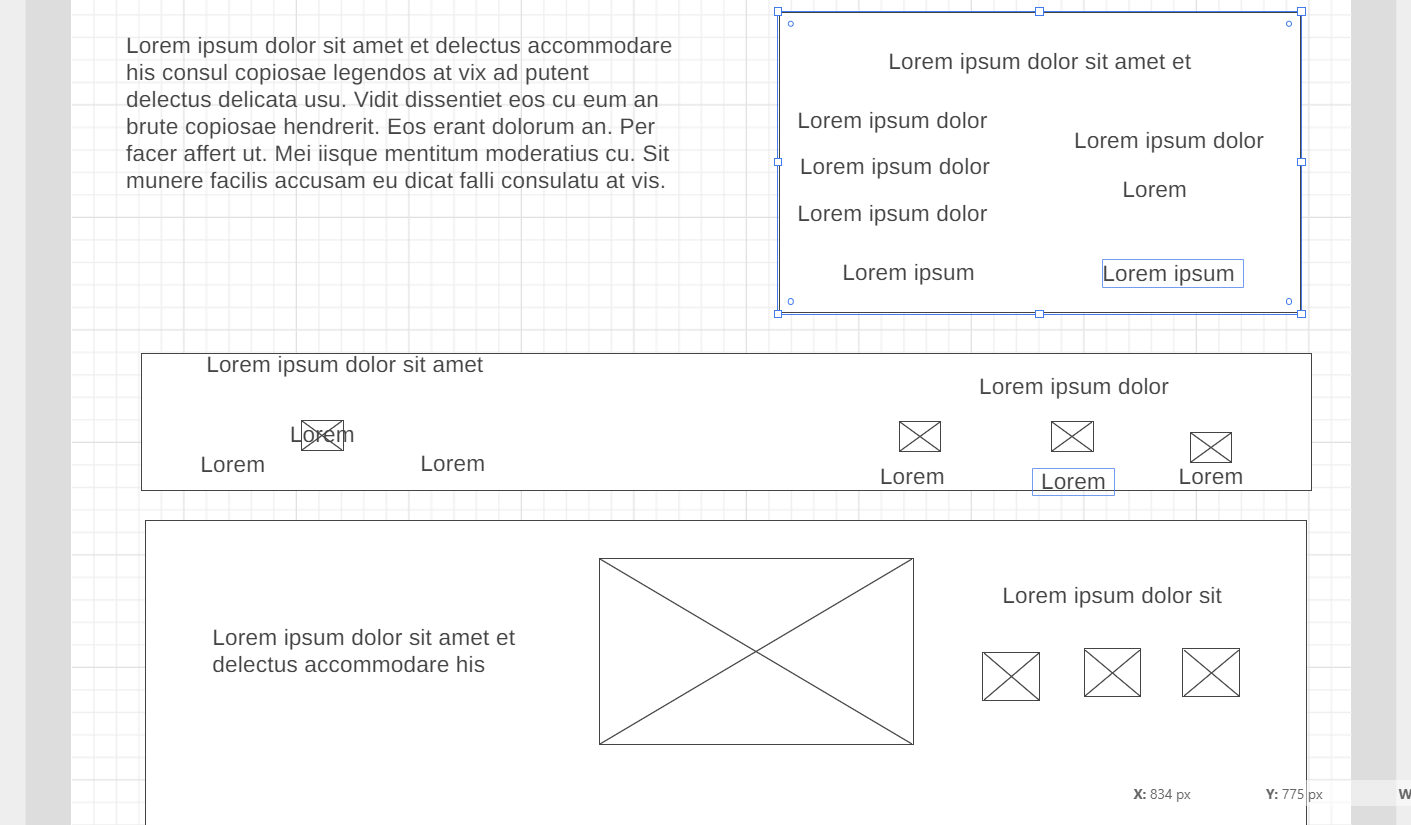 Lorem ipsum dolor sit amet et delectus accommodare
his consul copiosae legendos at vix ad putent
delectus delicata usu. Vidit dissentiet eos cu eum an
brute copiosae hendrerit. Eos erant dolorum an. Per
facer affert ut. Mei iisque mentitum moderatius cu. Sit
munere facilis accusam eu dicat falli consulatu at vis.
Lorem ipsum dolor sit amet et
Lorem ipsum dolor
Lorem ipsum dolor
Lorem ipsum dolor
Lorem ipsum
Lorem ipsum dolor
Lorem
Lorem ipsum
Lorem ipsum dolor sit amet
Lorem
Lorem
Lorem
Lorem ipsum dolor
Lorem
Lorem
Lorem
Lorem ipsum dolor sit amet et
delectus accommodare his
Lorem ipsum dolor sit
X: 834 px
Y: 775 px
W